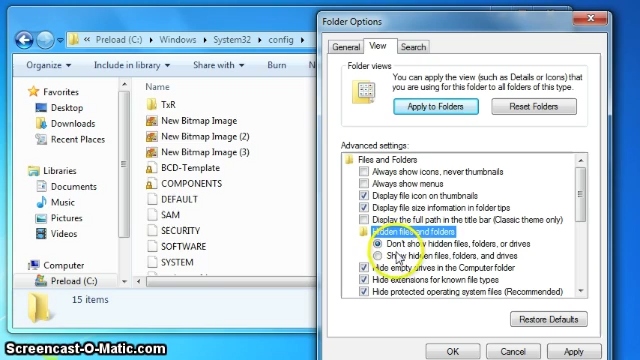 Folder Options
Preload (C:) Windows System32 config
General View Search
Organize Include in library Share with Burn N
Folder views
You can apply the view (such as Details or Icons) that
you are using for this folder to all folders of this type.
Apply to Folders Reset Folders
Favorites
Desktop
Downloads
Recent Places
Libraries
Documents
Music
Pictures
Videos
Computer
Preload (C:)
Name
TxR
New Bitmap Image
New Bitmap Image (2)
New Bitmap Image (3)
BCD-Template
COMPONENTS
DEFAULT
SAM
SECURITY
SOFTWARE
SYSTEM
15 items
Advanced settings:
Files and Folders
Always show icons, never thumbnails
Always show menus
Display file icon on thumbnails
Display file size information in folder tips
Display the full path in the title bar (Classic theme only)
Hidden files and folders
Don't show hidden files, folders, or drives
Show hidden files, folders, and drives
Hide empty drives in the Computer folder
Hide extensions for known file types
Hide protected operating system files (Recommended)
Restore Defaults
OK Cancel Apply
Screencast-O-Matic.com